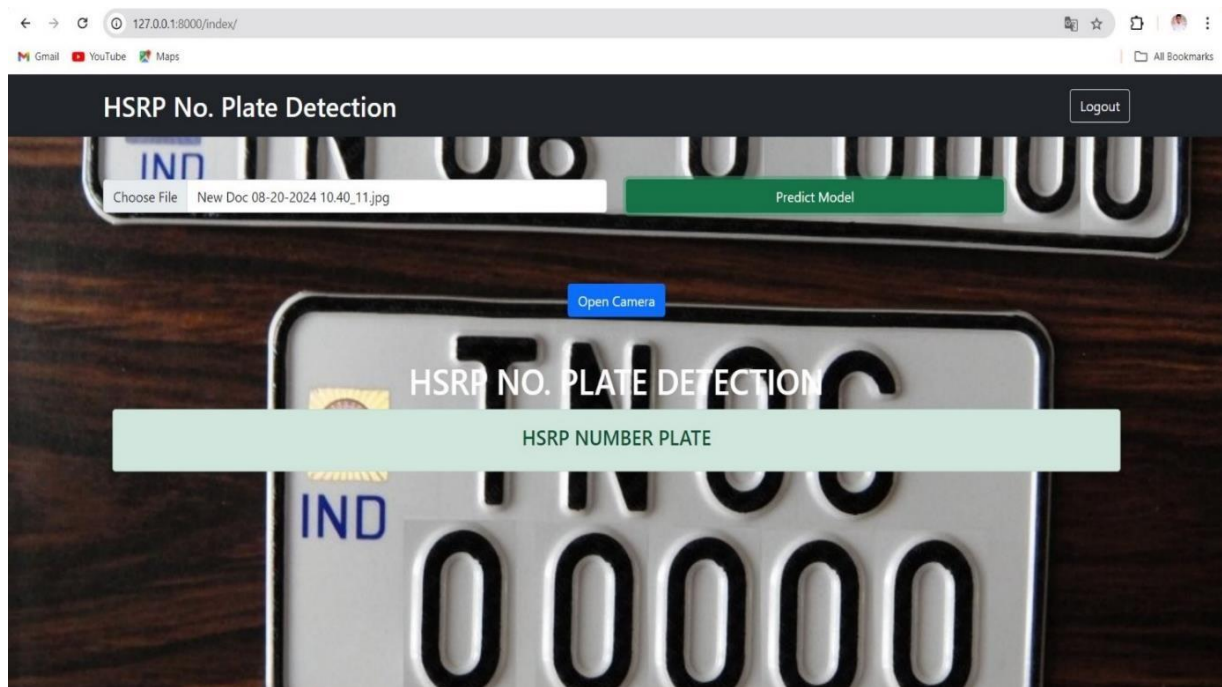 127.0.0.1:8000/index/
Gmail YouTube Maps All Bookmarks
HSRP No. Plate Detection Logout
IND
Choose File New Doc 08-20-2024 10.40_11.jpg Predict Model
Open Camera
HSRP NO. PLATE DETECTION
HSRP NUMBER PLATE
IND
00000